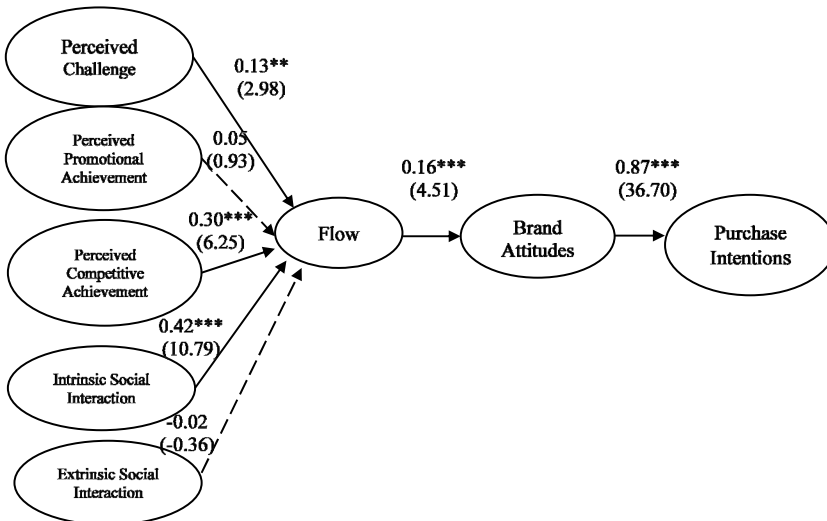 Perceived
Challenge
0.13**
(2.98)
Perceived
Promotional
Achievement
0.05
(0.93)
Perceived
Competitive
Achievement
0.30***
(6.25)
Flow
0.16***
(4.51)
Brand
Attitudes
0.87***
(36.70)
Purchase
Intentions
0.42***
(10.79)
Intrinsic Social
Interaction
-0.02
(-0.36)
Extrinsic Social
Interaction